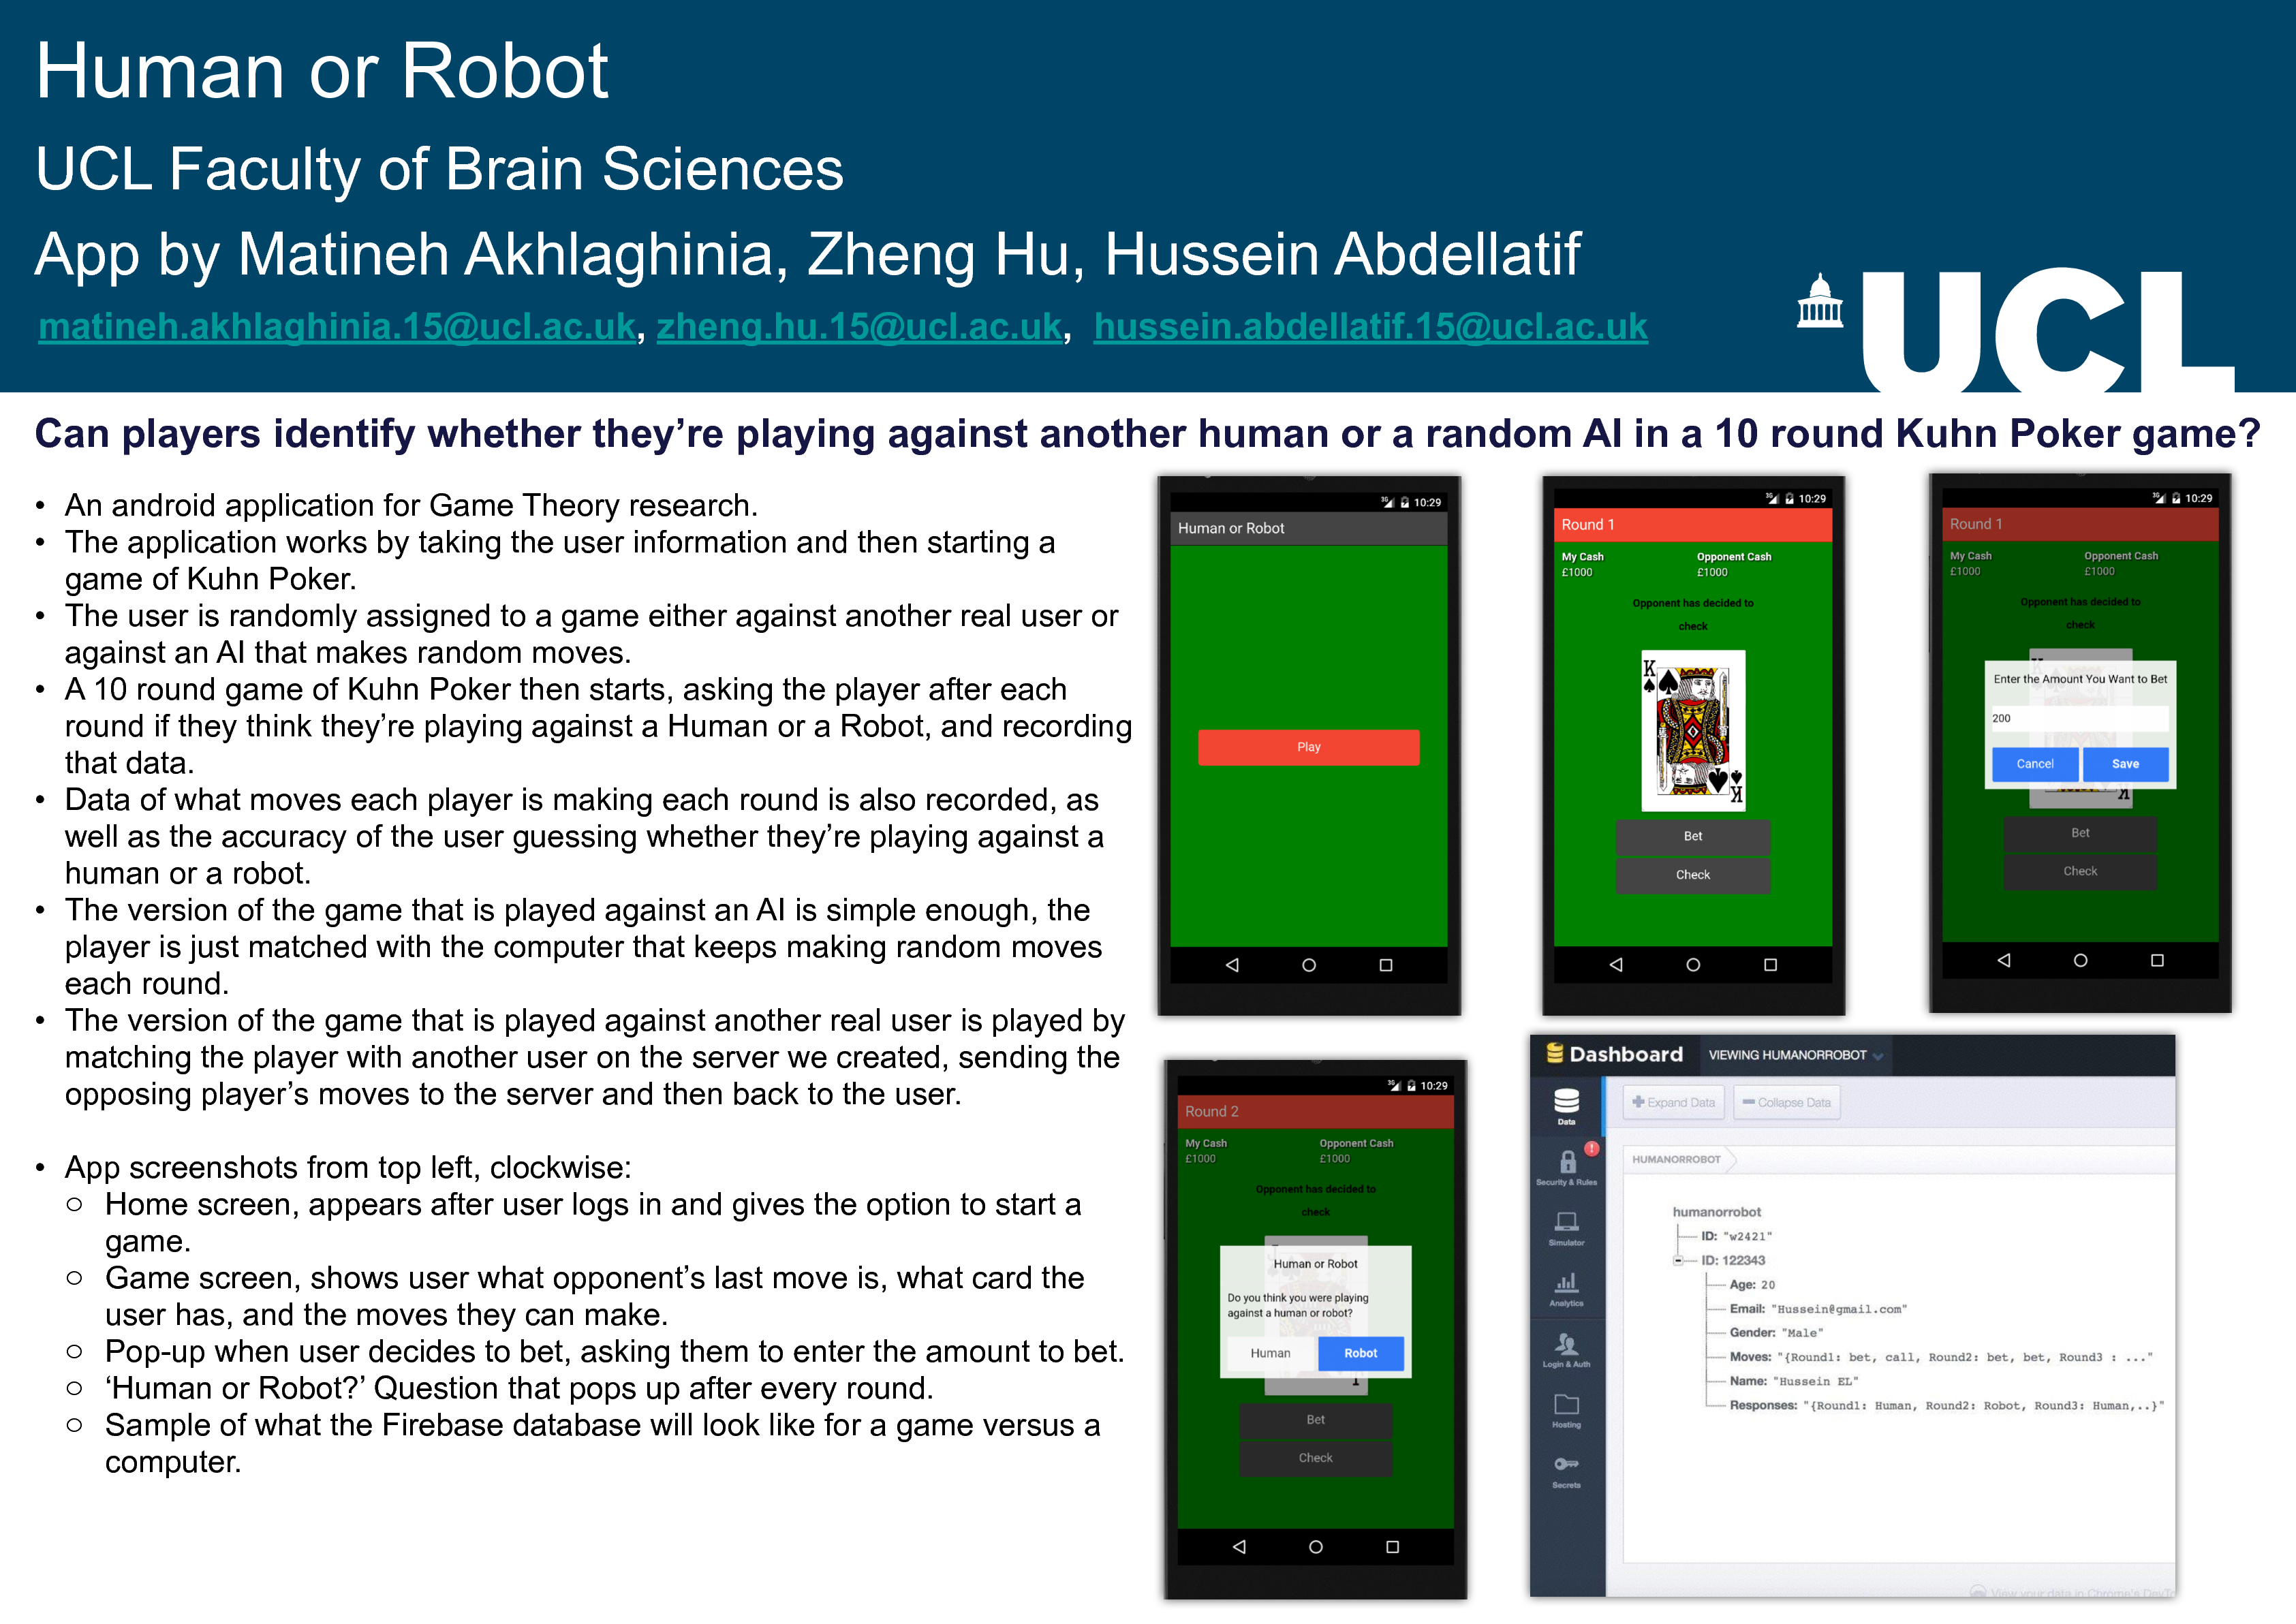 Human or Robot
UCL Faculty of Brain Sciences
App by Matineh Akhlaghinia, Zheng Hu, Hussein Abdellatif
matineh.akhlaghinia.15@ucl.ac.uk, zheng.hu.15@ucl.ac.uk, hussein.abdellatif.15@ucl.ac.uk
UCL
Can players identify whether they’re playing against another human or a random AI in a 10 round Kuhn Poker game?
• An android application for Game Theory research.
• The application works by taking the user information and then starting a
game of Kuhn Poker.
• The user is randomly assigned to a game either against another real user or
against an AI that makes random moves.
• A 10 round game of Kuhn Poker then starts, asking the player after each
round if they think they’re playing against a Human or a Robot, and recording
that data.
• Data of what moves each player is making each round is also recorded, as
well as the accuracy of the user guessing whether they’re playing against a
human or a robot.
• The version of the game that is played against an AI is simple enough, the
player is just matched with the computer that keeps making random moves
each round.
• The version of the game that is played against another real user is played by
matching the player with another user on the server we created, sending the
opposing player’s moves to the server and then back to the user.
• App screenshots from top left, clockwise:
○ Home screen, appears after user logs in and gives the option to start a
game.
○ Game screen, shows user what opponent’s last move is, what card the
user has, and the moves they can make.
○ Pop-up when user decides to bet, asking them to enter the amount to bet.
○ ‘Human or Robot?’ Question that pops up after every round.
○ Sample of what the Firebase database will look like for a game versus a
computer.
3G 10:29
Human or Robot
Play
3G 10:29
Round 1
My Cash Opponent Cash
£1000 £1000
Opponent has decided to
check
K
K
Bet
Check
3G 10:29
Round 1
My Cash Opponent Cash
£1000 £1000
Opponent has decided to
check
K
Enter the Amount You Want to Bet
200
Cancel Save
K
Bet
Check
3G 10:29
Round 2
My Cash Opponent Cash
£1000 £1000
Opponent has decided to
check
Human or Robot
Do you think you were playing
against a human or robot?
Human Robot
Bet
Check
Dashboard VIEWING HUMANORROBOT
Data
Security & Rules
Simulator
Analytics
Login & Auth
Hosting
Secrets
Expand Data Collapse Data
HUMANORROBOT
humanorrobot
ID: "w2421"
ID: 122343
Age: 20
Email: "Hussein@gmail.com"
Gender: "Male"
Moves: "{Round1: bet, call, Round2: bet, bet, Round3 : ..."
Name: "Hussein EL"
Responses: "{Round1: Human, Round2: Robot, Round3: Human,..}"
View your data in Chrome's DevTo